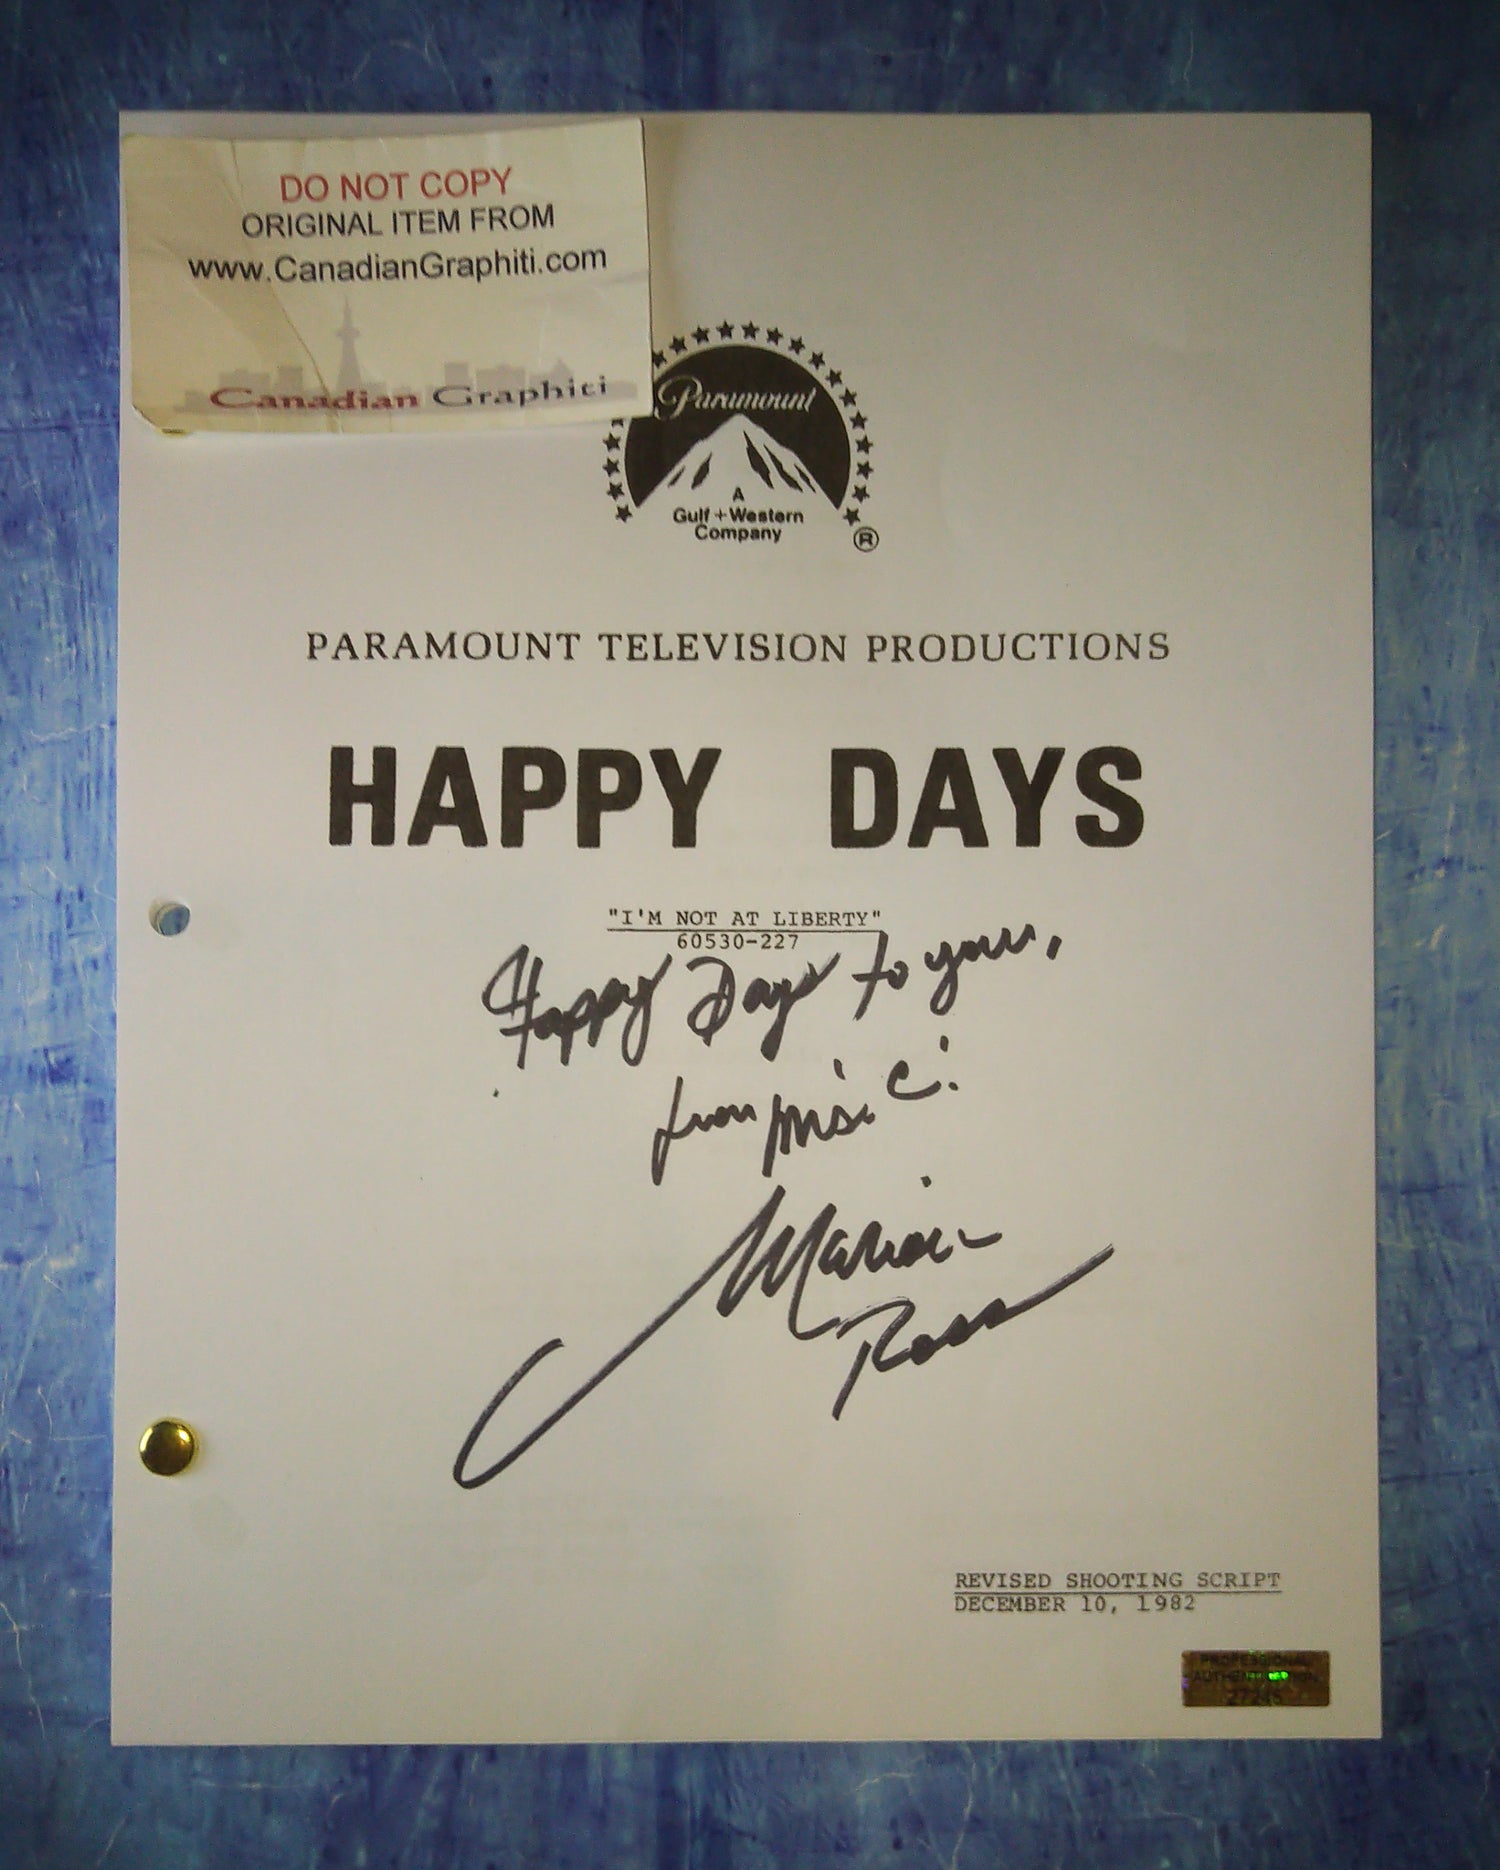 DO NOT COPY
ORIGINAL ITEM FROM
www.CanadianGraphiti.com
Canadian Graphiti
Paramount
A
Gulf+Western
Company
®
PARAMOUNT TELEVISION PRODUCTIONS
HAPPY DAYS
"I'M NOT AT LIBERTY"
60530-227
Happy Days to you,
from Mrs. C.
Marion
Ross
REVISED SHOOTING SCRIPT
DECEMBER 10, 1982
PROFESSIONAL
AUTHENTICATION